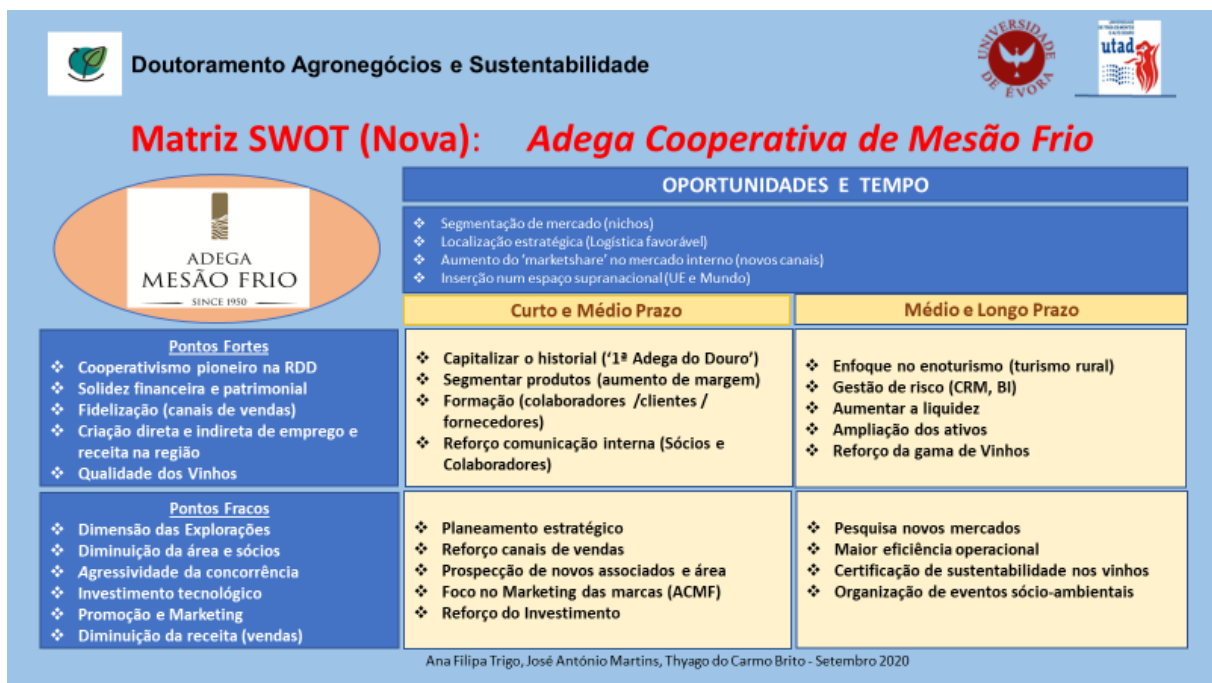 Doutoramento Agronegócios e Sustentabilidade
UNIVERSIDADE
DE ÉVORA
utad
Matriz SWOT (Nova): Adega Cooperativa de Mesão Frio
ADEGA
MESÃO FRIO
SINCE 1950
OPORTUNIDADES E TEMPO
❖ Segmentação de mercado (nichos)
❖ Localização estratégica (Logística favorável)
❖ Aumento do ‘marketshare’ no mercado interno (novos canais)
❖ Inserção num espaço supranacional (UE e Mundo)
Curto e Médio Prazo
Médio e Longo Prazo
Pontos Fortes
❖ Cooperativismo pioneiro na RDD
❖ Solidez financeira e patrimonial
❖ Fidelização (canais de vendas)
❖ Criação direta e indireta de emprego e
receita na região
❖ Qualidade dos Vinhos
❖ Capitalizar o historial (‘1ª Adega do Douro’)
❖ Segmentar produtos (aumento de margem)
❖ Formação (colaboradores /clientes /
fornecedores)
❖ Reforço comunicação interna (Sócios e
Colaboradores)
❖ Enfoque no enoturismo (turismo rural)
❖ Gestão de risco (CRM, BI)
❖ Aumentar a liquidez
❖ Ampliação dos ativos
❖ Reforço da gama de Vinhos
Pontos Fracos
❖ Dimensão das Explorações
❖ Diminuição da área e sócios
❖ Agressividade da concorrência
❖ Investimento tecnológico
❖ Promoção e Marketing
❖ Diminuição da receita (vendas)
❖ Planeamento estratégico
❖ Reforço canais de vendas
❖ Prospecção de novos associados e área
❖ Foco no Marketing das marcas (ACMF)
❖ Reforço do Investimento
❖ Pesquisa novos mercados
❖ Maior eficiência operacional
❖ Certificação de sustentabilidade nos vinhos
❖ Organização de eventos sócio-ambientais
Ana Filipa Trigo, José António Martins, Thyago do Carmo Brito - Setembro 2020